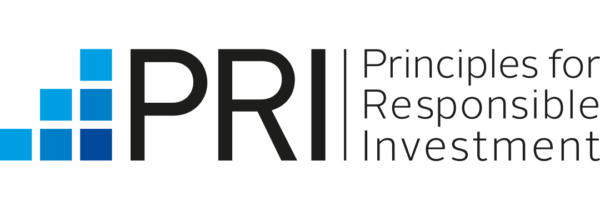 PRI
Principles for
Responsible
Investment